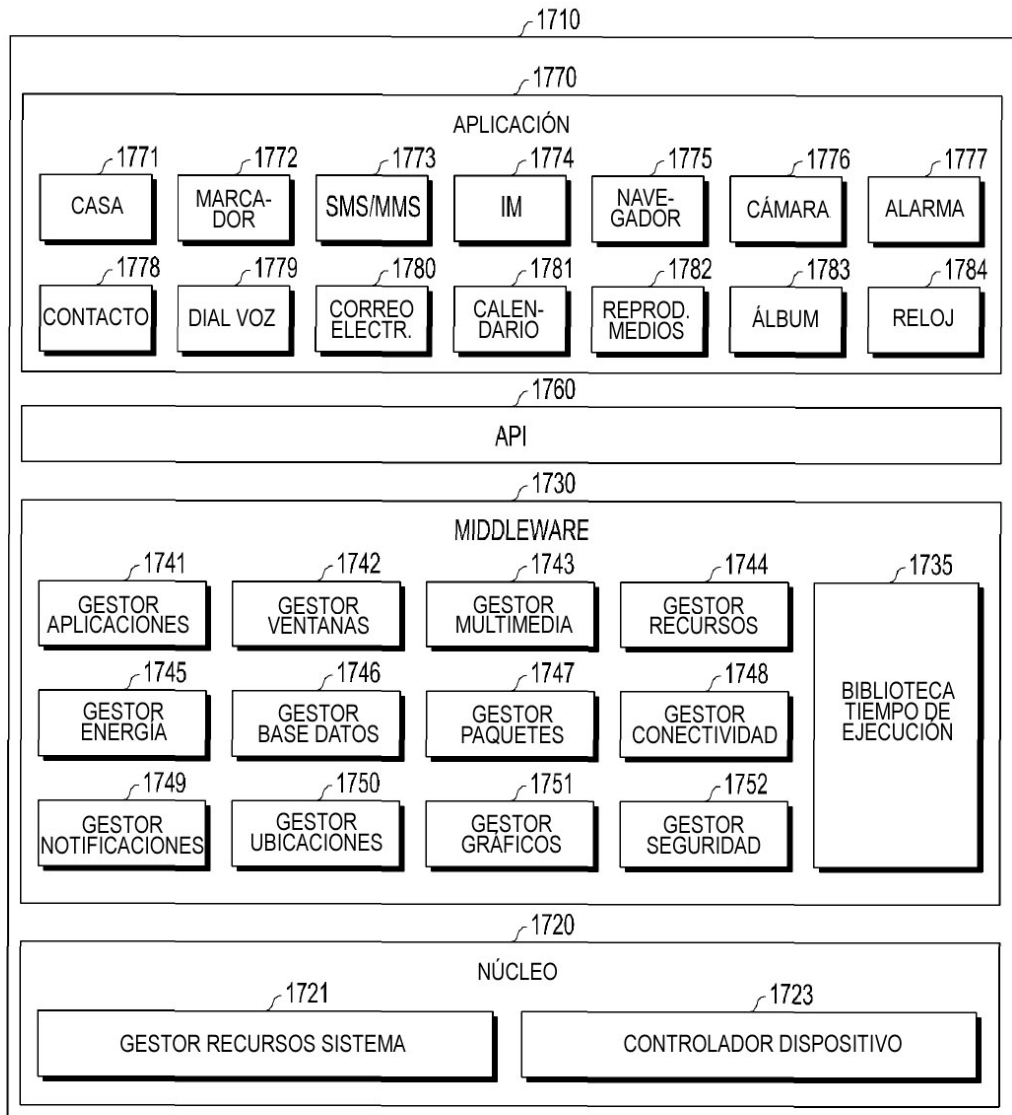 1710
1770
APLICACIÓN
1771
1772
1773
1774
1775
1776
1777
CASA
MARCA-
DOR
SMS/MMS
IM
NAVE-
GADOR
CÁMARA
ALARMA
1778
1779
1780
1781
1782
1783
1784
CONTACTO
DIAL VOZ
CORREO
ELECTR.
CALEN-
DARIO
REPROD.
MEDIOS
ÁLBUM
RELOJ
1760
API
1730
MIDDLEWARE
1741
1742
1743
1744
1735
GESTOR
APLICACIONES
GESTOR
VENTANAS
GESTOR
MULTIMEDIA
GESTOR
RECURSOS
BIBLIOTECA
TIEMPO DE
EJECUCIÓN
1745
1746
1747
1748
GESTOR
ENERGÍA
GESTOR
BASE DATOS
GESTOR
PAQUETES
GESTOR
CONECTIVIDAD
1749
1750
1751
1752
GESTOR
NOTIFICACIONES
GESTOR
UBICACIONES
GESTOR
GRÁFICOS
GESTOR
SEGURIDAD
1720
NÚCLEO
1721
1723
GESTOR RECURSOS SISTEMA
CONTROLADOR DISPOSITIVO